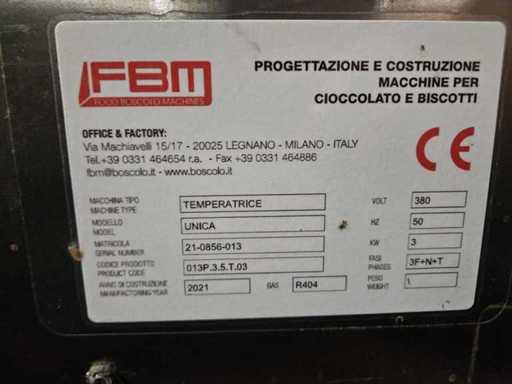 FBM
FOOD BOSCOLO MACHINES
PROGETTAZIONE E COSTRUZIONE
MACCHINE PER
CIOCCOLATO E BISCOTTI
OFFICE & FACTORY:
Via Machiavelli 15/17 - 20025 LEGNANO - MILANO - ITALY
Tel.+39 0331 464654 r.a. - Fax +39 0331 464886
fbm@boscolo.it - www.boscolo.it
CE
MACCHINA TIPO
MACHINE TYPE
TEMPERATRICE
VOLT
380
MODELLO
MODEL
UNICA
HZ
50
MATRICOLA
SERIAL NUMBER
21-0856-013
KW
3
CODICE PRODOTTO
PRODUCT CODE
013P.3.5.T.03
FASI
PHASES
3F+N+T
ANNO DI COSTRUZIONE
MANUFACTORING YEAR
2021
GAS
R404
PESO
WEIGHT
\